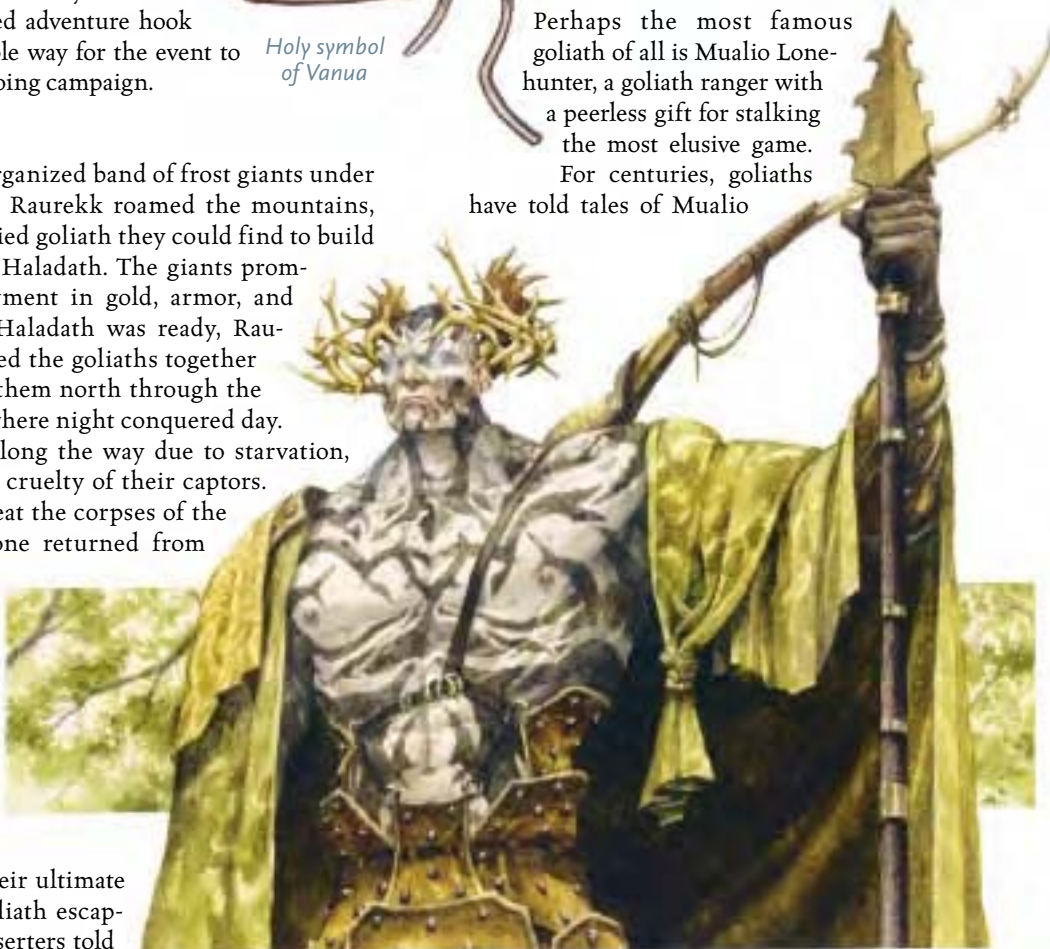 ed adventure hook
way for the event to
oing campaign.
rganized band of frost giants under
Raurekk roamed the mountains,
ied goliath they could find to build
Haladath. The giants prom-
yment in gold, armor, and
Haladath was ready, Rau-
ed the goliaths together
them north through the
where night conquered day.
long the way due to starvation,
cruelty of their captors.
eat the corpses of the
one returned from
eir ultimate
liath escap-
serters told
Holy symbol
of Vanua
Perhaps the most famous
goliath of all is Mualio Lone-
hunter, a goliath ranger with
a peerless gift for stalking
the most elusive game.
For centuries, goliaths
have told tales of Mualio